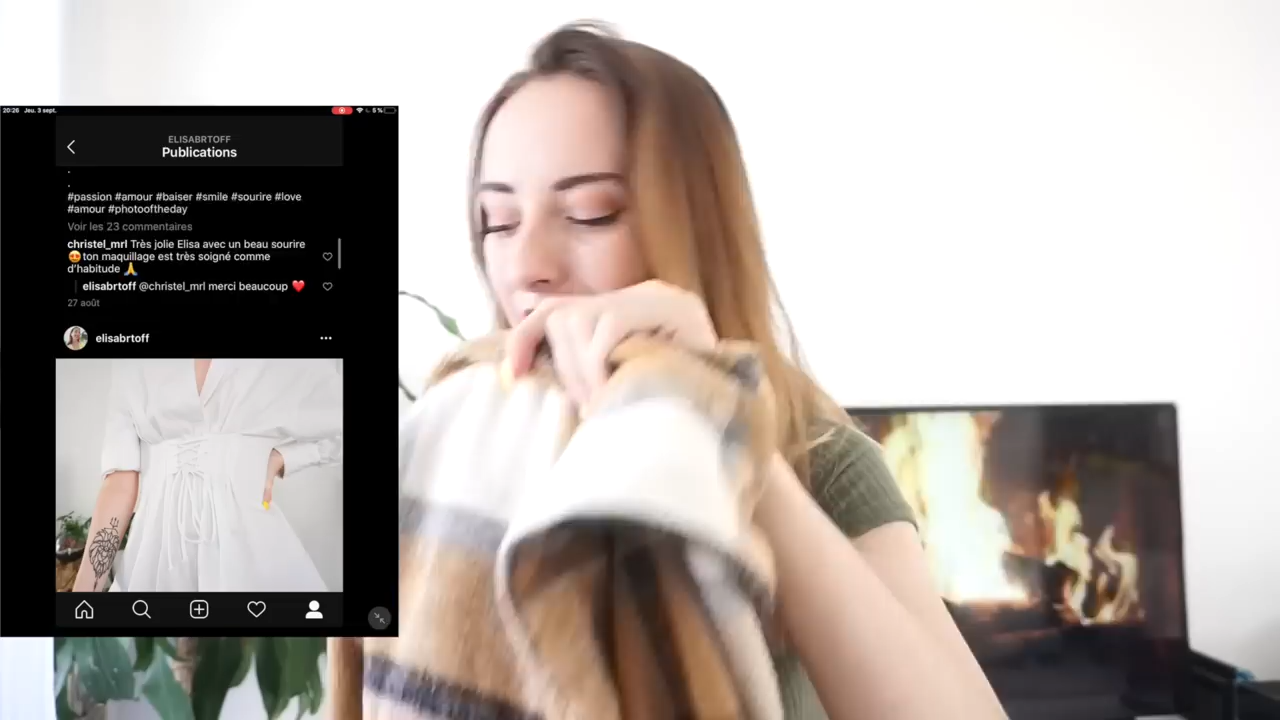 20:26 Jeu. 3 sept. 5 %
ELISABRTOFF
Publications
.
.
#passion #amour #baiser #smile #sourire #love
#amour #photooftheday
Voir les 23 commentaires
christel_mrl Très jolie Elisa avec un beau sourire
😍ton maquillage est très soigné comme
d'habitude 🙏
elisabrtoff @christel_mrl merci beaucoup ❤️
27 août
elisabrtoff